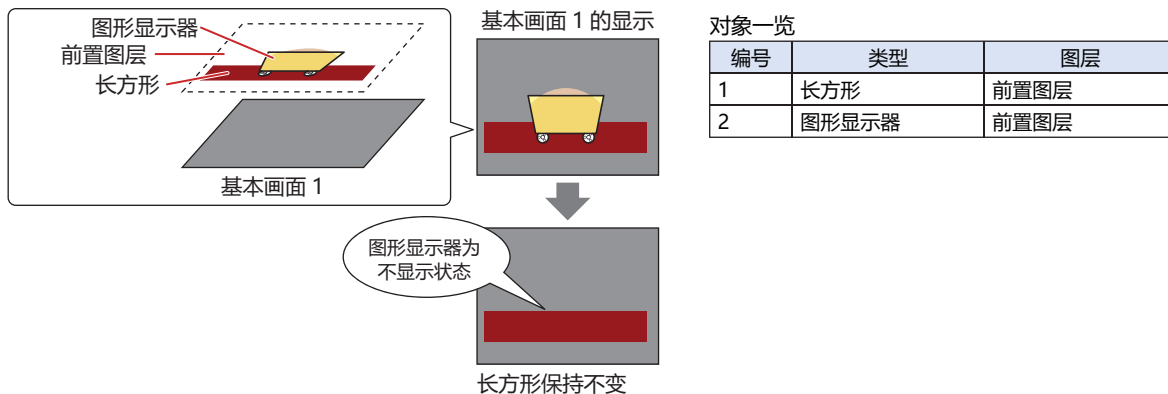 图形显示器
前置图层
长方形
基本画面 1
基本画面 1 的显示
图形显示器为
不显示状态
长方形保持不变
对象一览
编号 类型 图层
1 长方形 前置图层
2 图形显示器 前置图层